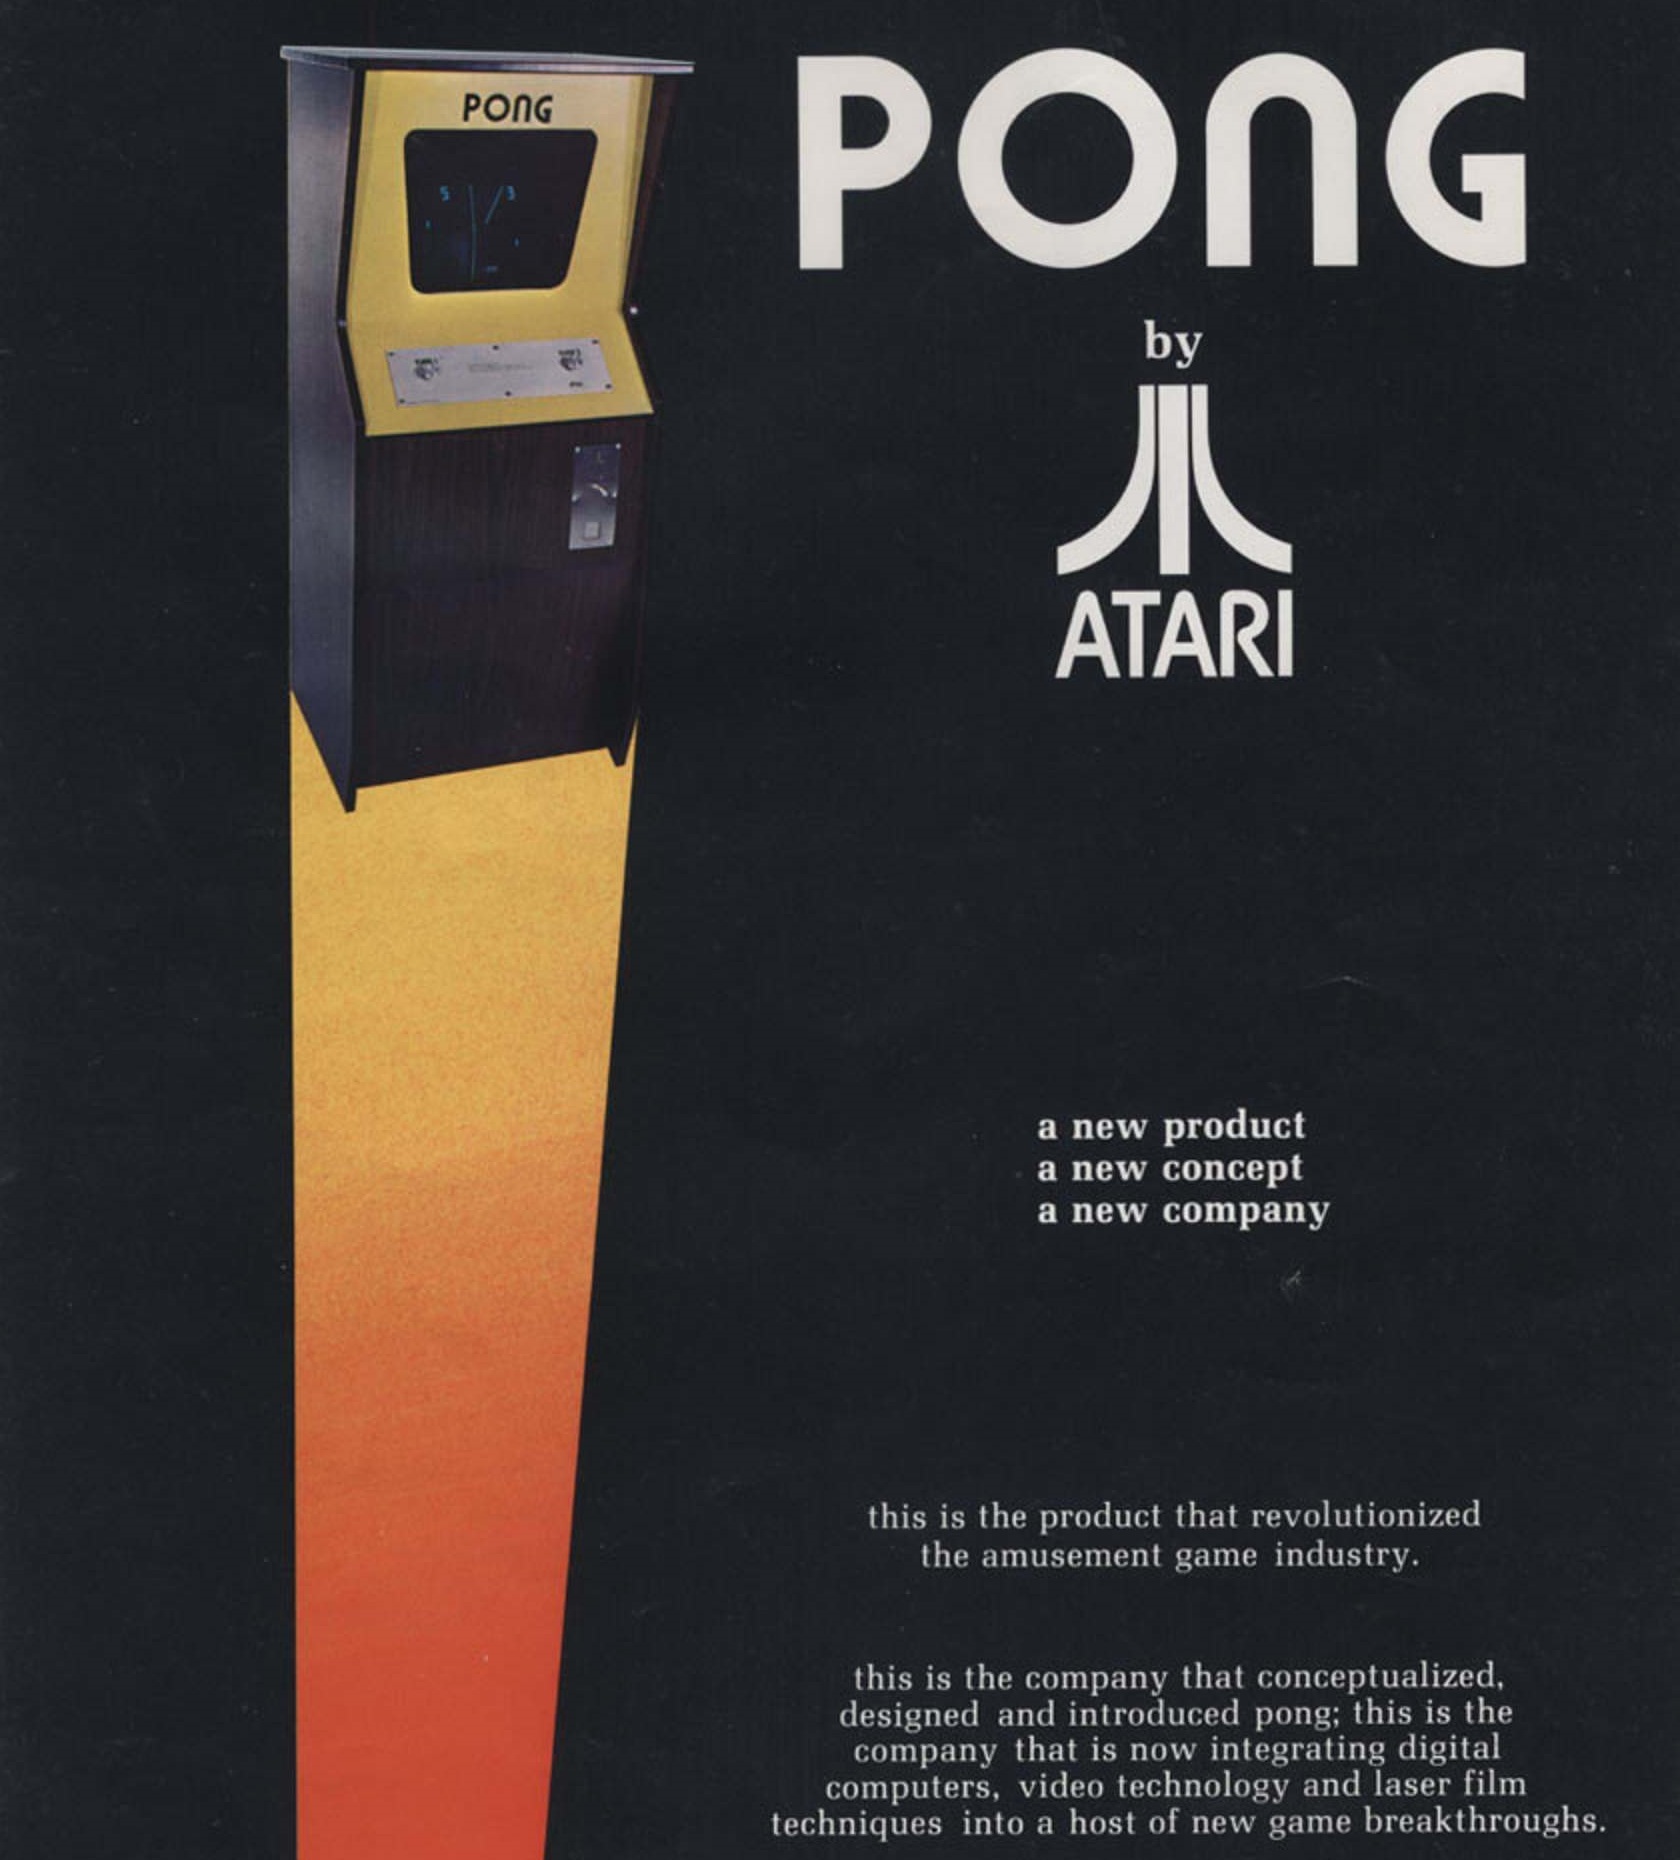 PONG
5 3
PONG
by
ATARI
a new product
a new concept
a new company
this is the product that revolutionized
the amusement game industry.
this is the company that conceptualized,
designed and introduced pong; this is the
company that is now integrating digital
computers, video technology and laser film
techniques into a host of new game breakthroughs.